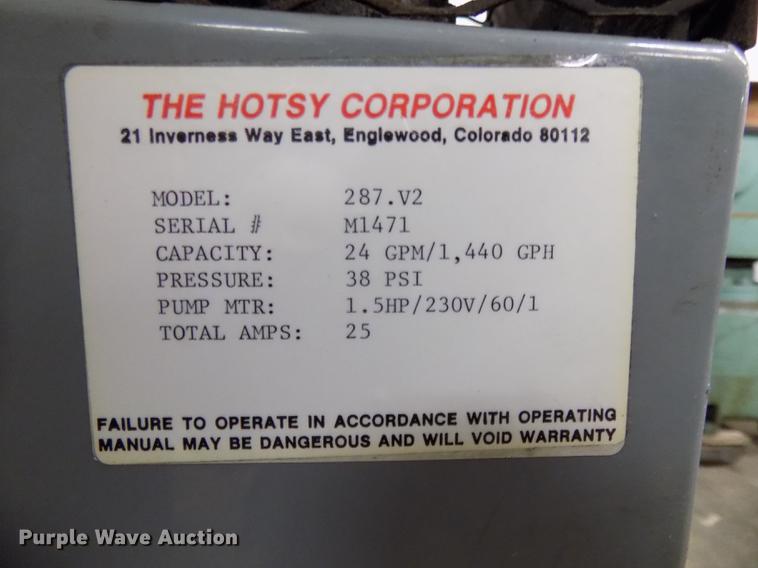 THE HOTSY CORPORATION
21 Inverness Way East, Englewood, Colorado 80112
MODEL: 287.V2
SERIAL # M1471
CAPACITY: 24 GPM/1,440 GPH
PRESSURE: 38 PSI
PUMP MTR: 1.5HP/230V/60/1
TOTAL AMPS: 25
FAILURE TO OPERATE IN ACCORDANCE WITH OPERATING
MANUAL MAY BE DANGEROUS AND WILL VOID WARRANTY
Purple Wave Auction